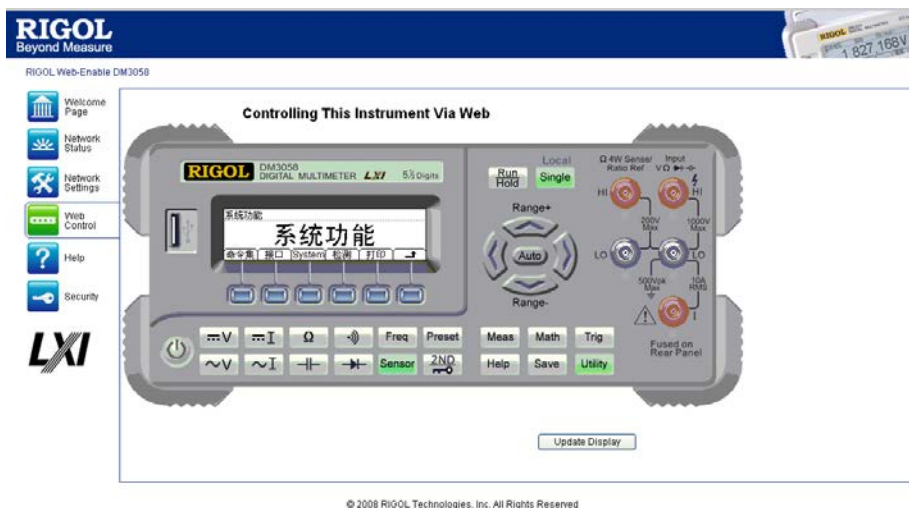 RIGOL
Beyond Measure
RIGOL Web-Enable DM3058
Welcome Page
Network Status
Network Settings
Web Control
Help
Security
LXI
Controlling This Instrument Via Web
RIGOL DM3058 DIGITAL MULTIMETER LXI 5½ Digits
系统功能
系统功能
命令集 接口 System 检测 打印
Local
Run Hold
Single
Range+
Auto
Range-
Ω 4W Sense/ Ratio Ref
Input
VΩ
HI
HI
200V Max
1000V Max
LO
LO
500Vpk Max
10A RMS
I
Fused on Rear Panel
V I Ω Freq Preset
Meas Math Trig
~V ~I Sensor 2ND
Help Save Utility
Update Display
© 2008 RIGOL Technologies, Inc. All Rights Reserved